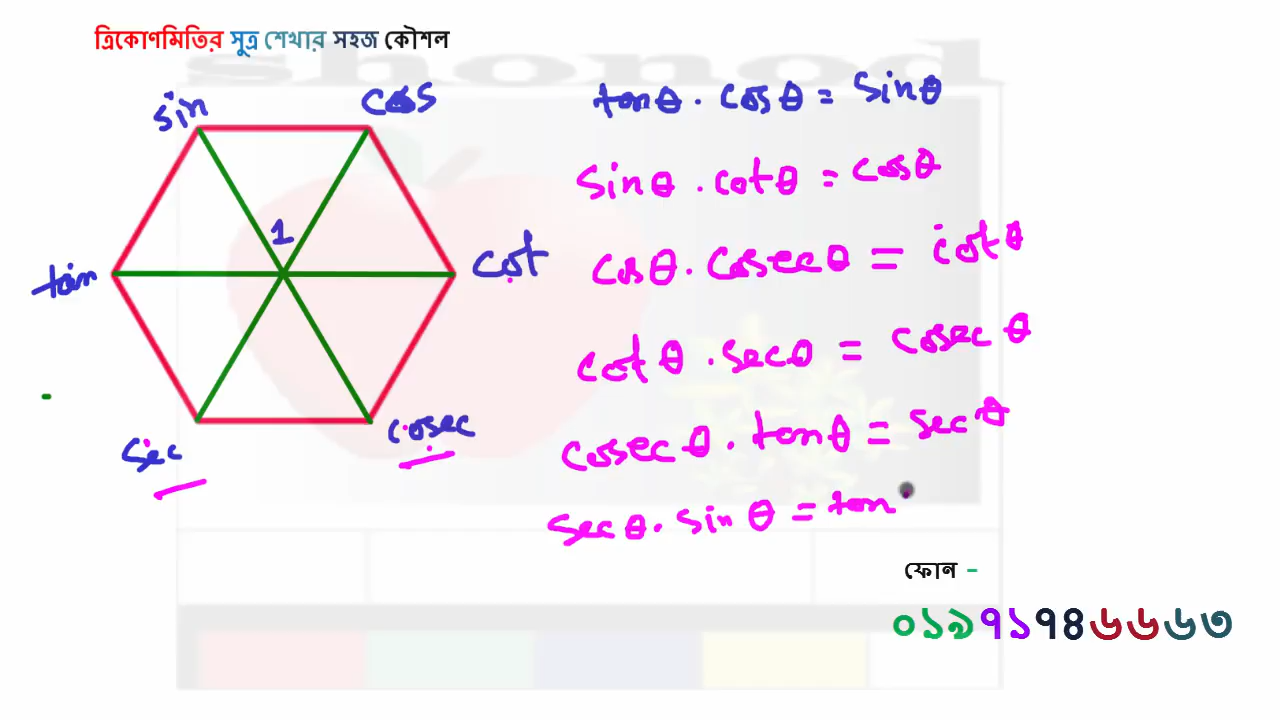 ত্রিকোণমিতির সুত্র শেখার সহজ কৌশল
shonod
sin
cos
1
tan
cot
sec
cosec
tanθ · cosθ = sinθ
sinθ · cotθ = cosθ
cosθ · cosecθ = cotθ
cotθ · secθ = cosecθ
cosecθ · tanθ = secθ
secθ · sinθ = tan
ফোন -
০১৯৭১৭৪৬৬৬৩